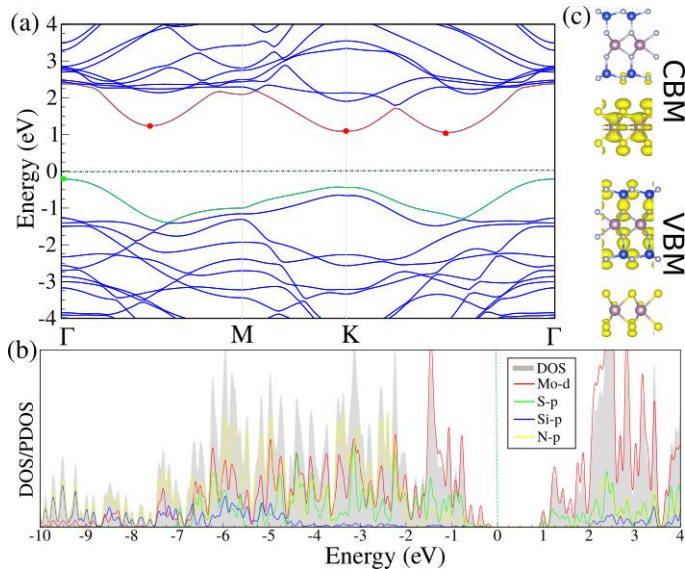 (a)
(c)
Energy (eV)
4
3
2
1
0
-1
-2
-3
-4
Γ
M
K
Γ
CBM
VBM
(b)
DOS/PDOS
DOS
Mo-d
S-p
Si-p
N-p
-10 -9 -8 -7 -6 -5 -4 -3 -2 -1 0 1 2 3 4
Energy (eV)